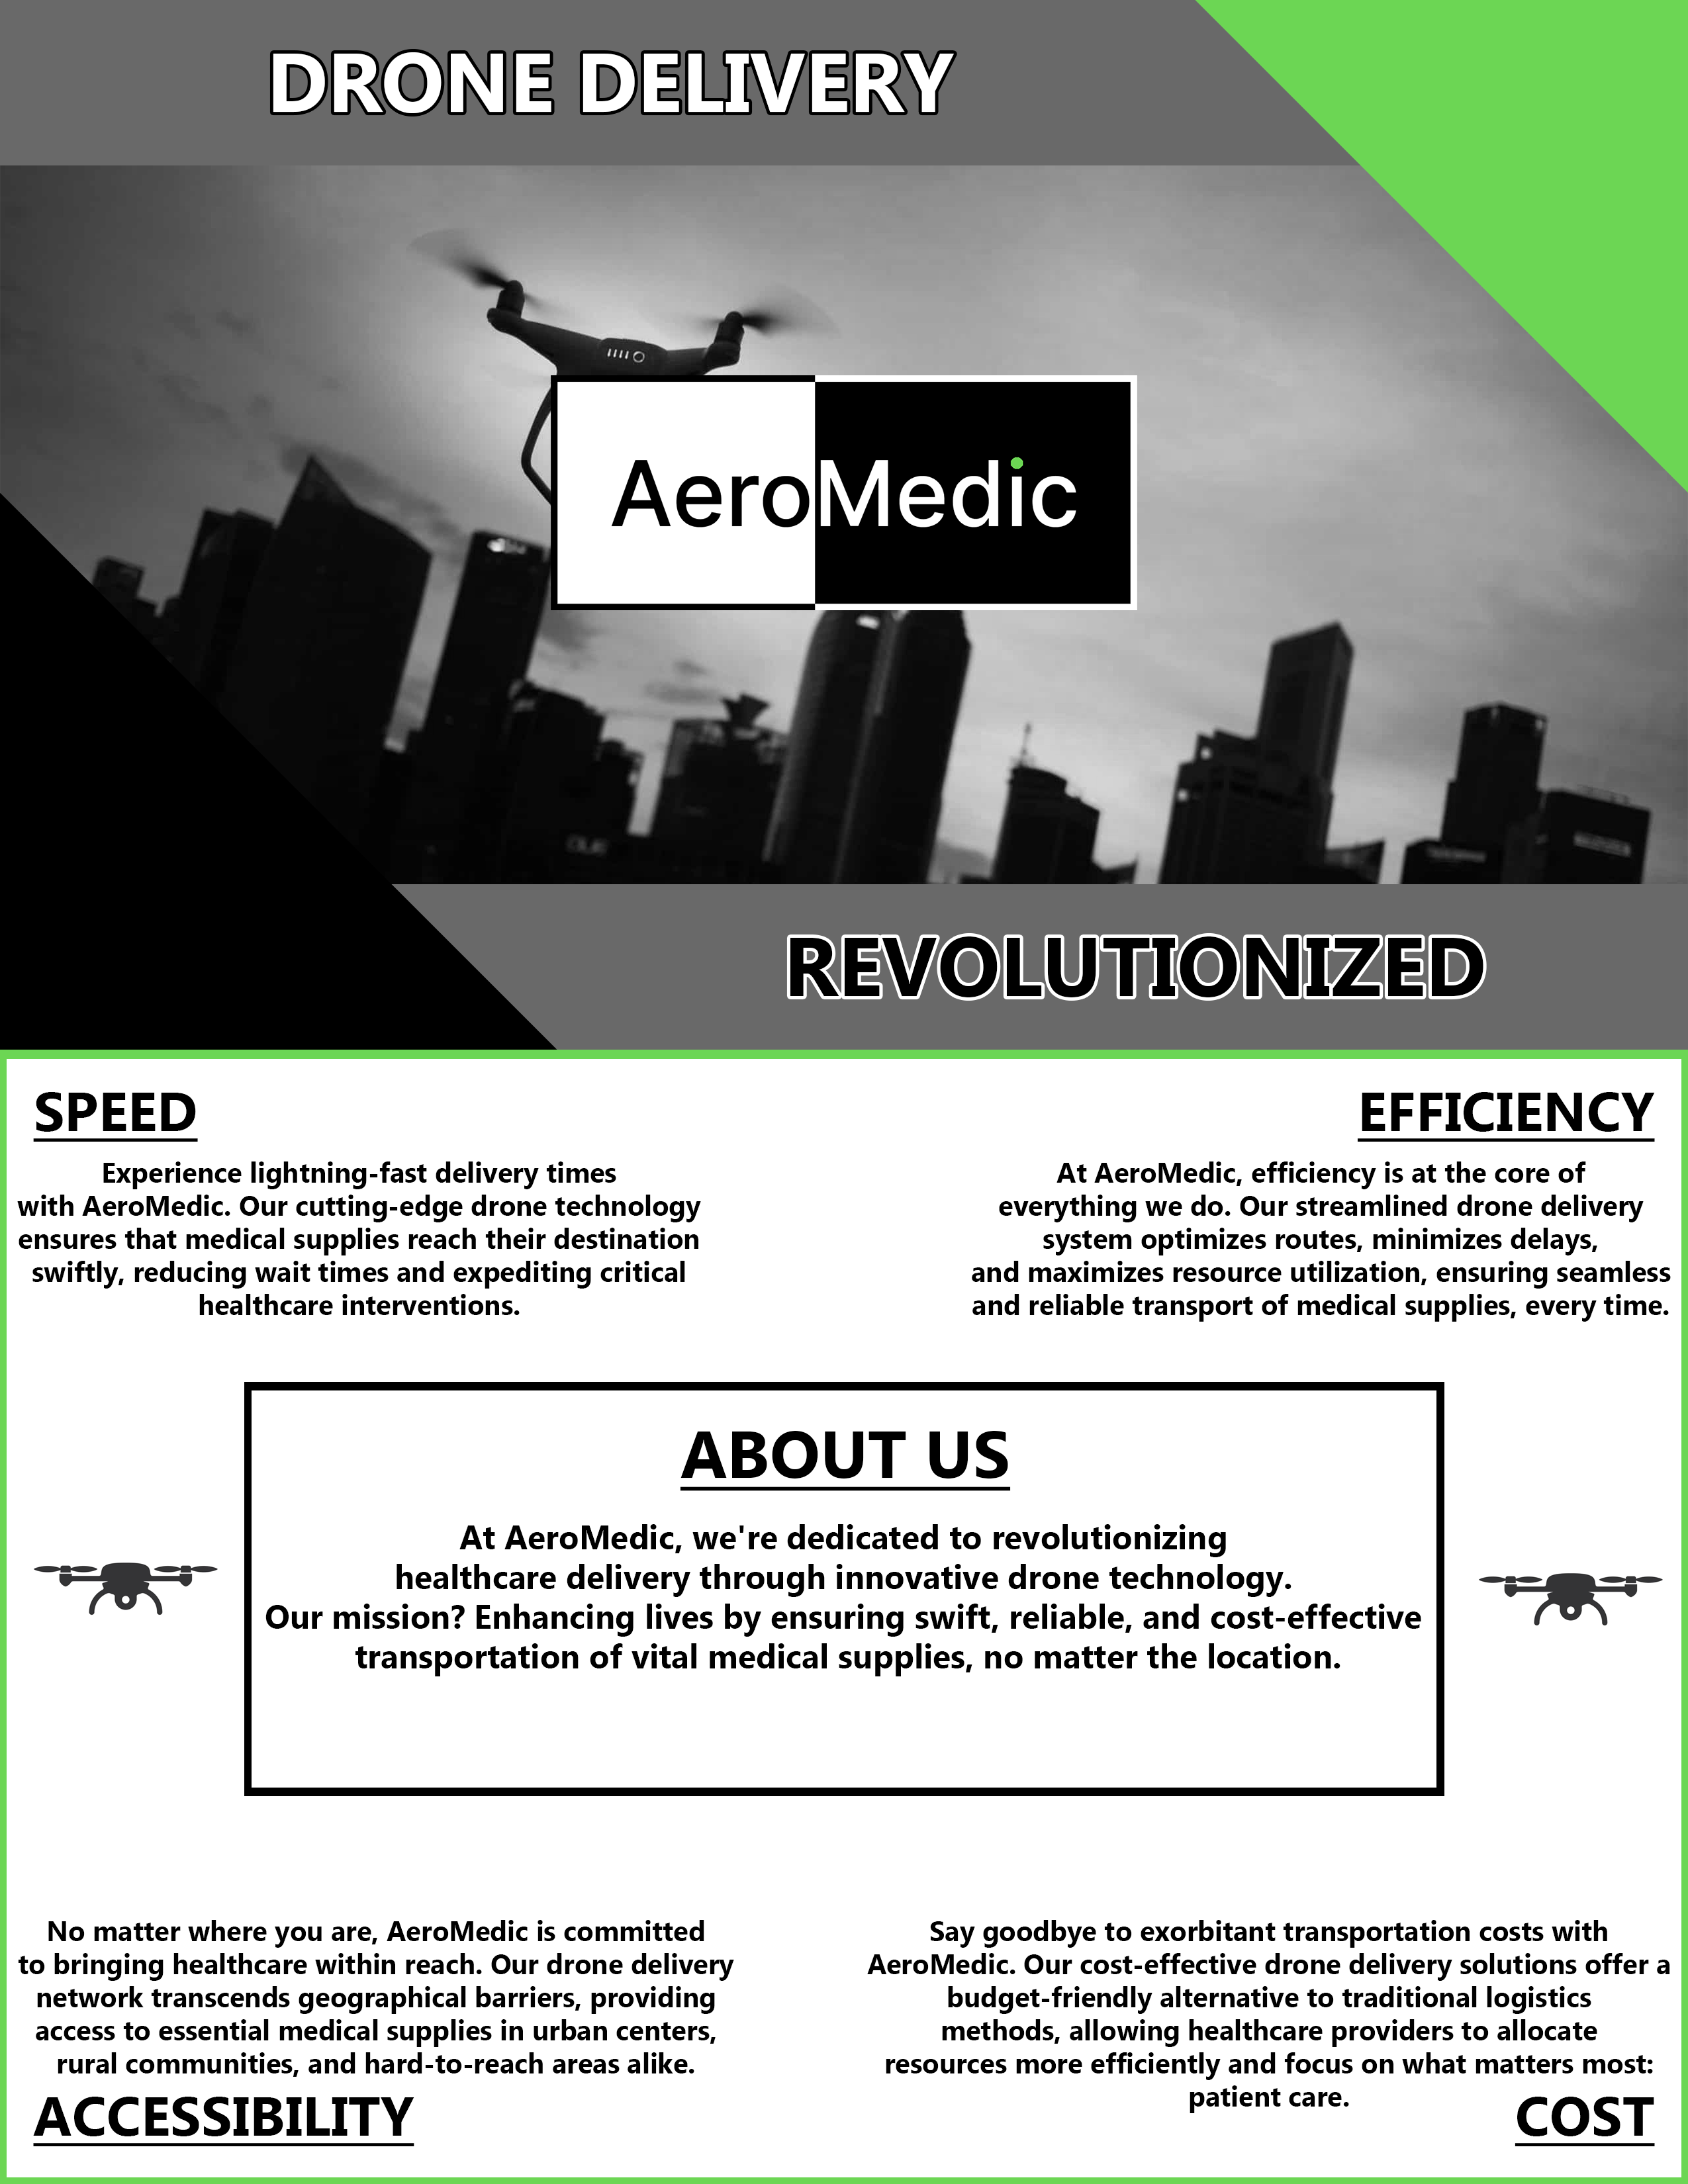 DRONE DELIVERY
AeroMedic
REVOLUTIONIZED
SPEED
Experience lightning-fast delivery times
with AeroMedic. Our cutting-edge drone technology
ensures that medical supplies reach their destination
swiftly, reducing wait times and expediting critical
healthcare interventions.
EFFICIENCY
At AeroMedic, efficiency is at the core of
everything we do. Our streamlined drone delivery
system optimizes routes, minimizes delays,
and maximizes resource utilization, ensuring seamless
and reliable transport of medical supplies, every time.
ABOUT US
At AeroMedic, we're dedicated to revolutionizing
healthcare delivery through innovative drone technology.
Our mission? Enhancing lives by ensuring swift, reliable, and cost-effective
transportation of vital medical supplies, no matter the location.
No matter where you are, AeroMedic is committed
to bringing healthcare within reach. Our drone delivery
network transcends geographical barriers, providing
access to essential medical supplies in urban centers,
rural communities, and hard-to-reach areas alike.
ACCESSIBILITY
Say goodbye to exorbitant transportation costs with
AeroMedic. Our cost-effective drone delivery solutions offer a
budget-friendly alternative to traditional logistics
methods, allowing healthcare providers to allocate
resources more efficiently and focus on what matters most:
patient care.
COST